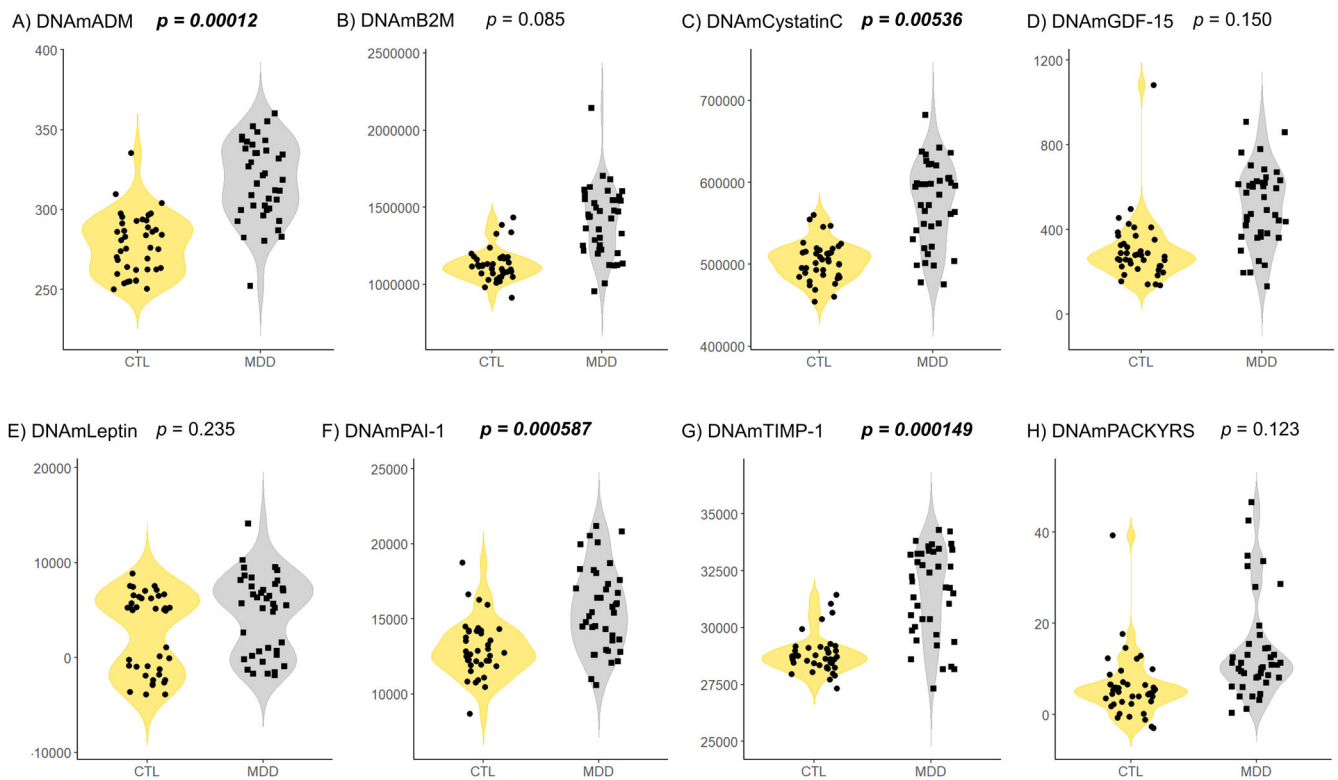 A) DNAmADM p = 0.00012
B) DNAmB2M p = 0.085
C) DNAmCystatinC p = 0.00536
D) DNAmGDF-15 p = 0.150
400
350
300
250
CTL MDD
2500000
2000000
1500000
1000000
CTL MDD
700000
600000
500000
400000
CTL MDD
1200
800
400
0
CTL MDD
E) DNAmLeptin p = 0.235
F) DNAmPAI-1 p = 0.000587
G) DNAmTIMP-1 p = 0.000149
H) DNAmPACKYRS p = 0.123
20000
10000
0
-10000
CTL MDD
25000
20000
15000
10000
CTL MDD
35000
32500
30000
27500
25000
CTL MDD
40
20
0
CTL MDD